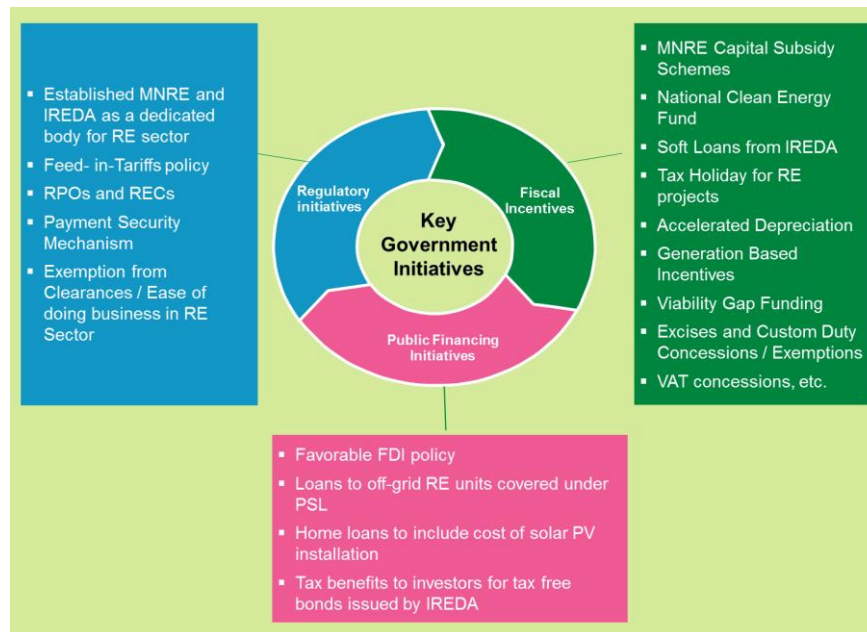 ▪ Established MNRE and
IREDA as a dedicated
body for RE sector
▪ Feed- in-Tariffs policy
▪ RPOs and RECs
▪ Payment Security
Mechanism
▪ Exemption from
Clearances / Ease of
doing business in RE
Sector
Regulatory
initiatives
Key
Government
Initiatives
Fiscal
Incentives
Public Financing
Initiatives
▪ MNRE Capital Subsidy
Schemes
▪ National Clean Energy
Fund
▪ Soft Loans from IREDA
▪ Tax Holiday for RE
projects
▪ Accelerated Depreciation
▪ Generation Based
Incentives
▪ Viability Gap Funding
▪ Excises and Custom Duty
Concessions / Exemptions
▪ VAT concessions, etc.
▪ Favorable FDI policy
▪ Loans to off-grid RE units covered under
PSL
▪ Home loans to include cost of solar PV
installation
▪ Tax benefits to investors for tax free
bonds issued by IREDA